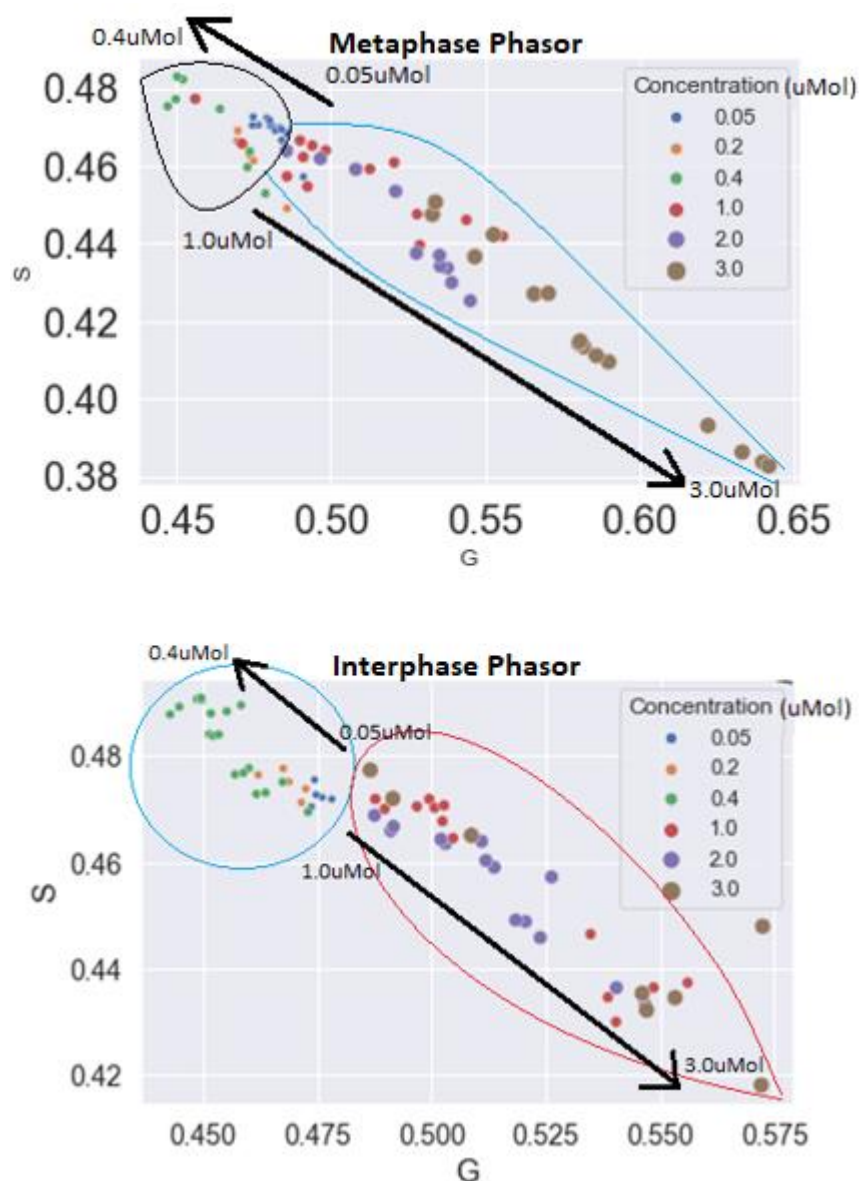 Metaphase Phasor
0.4uMol
0.05uMol
Concentration (uMol)
0.05
0.2
0.4
1.0
2.0
3.0
0.48
0.46
0.44
0.42
0.40
0.38
S
1.0uMol
3.0uMol
0.45 0.50 0.55 0.60 0.65
G
Interphase Phasor
0.4uMol
0.05uMol
Concentration (uMol)
0.05
0.2
0.4
1.0
2.0
3.0
0.48
0.46
0.44
0.42
S
1.0uMol
3.0uMol
0.450 0.475 0.500 0.525 0.550 0.575
G